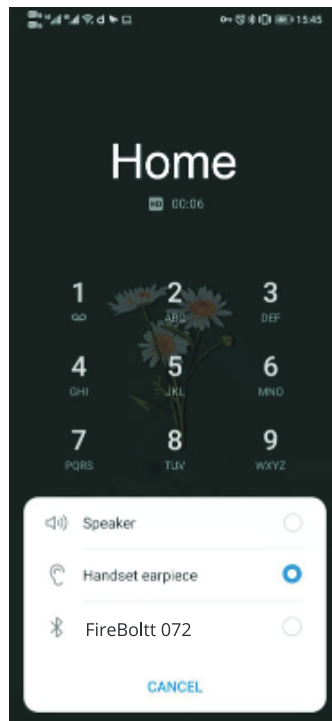 15:45
Home
HD 00:06
1 2 3
ABC DEF
4 5 6
GHI JKL MNO
7 8 9
PQRS TUV WXYZ
Speaker
Handset earpiece
FireBoltt 072
CANCEL